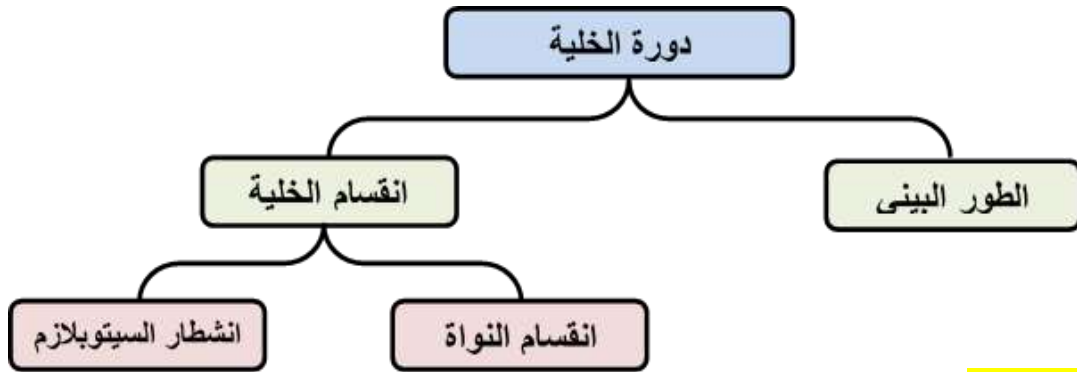 دورة الخلية
الطور البينى
انقسام الخلية
انقسام النواة
انشطار السيتوبلازم